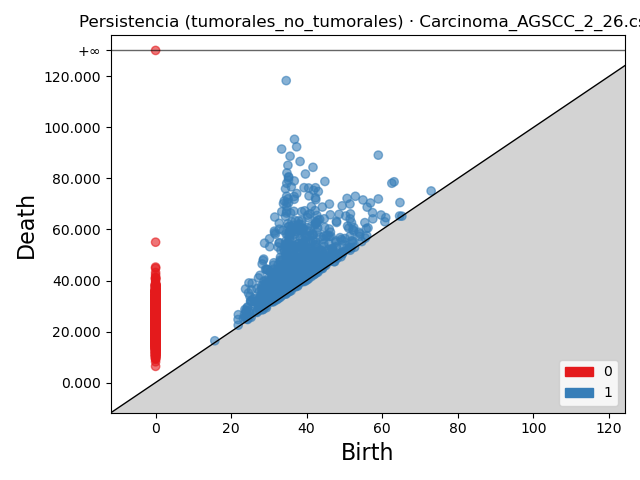 Persistencia (tumorales_no_tumorales) · Carcinoma_AGSCC_2_26.cs
+∞
120.000
100.000
80.000
60.000
40.000
20.000
0.000
Death
0
1
0 20 40 60 80 100 120
Birth